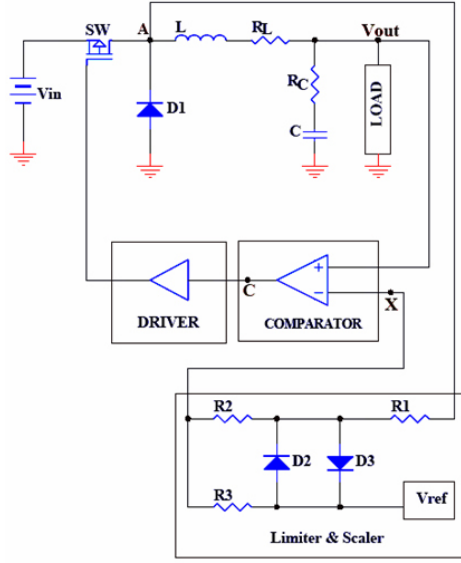 SW
A
L
RL
Vout
Vin
D1
RC
C
LOAD
+
−
C
X
DRIVER
COMPARATOR
R2
R1
D2
D3
R3
Vref
Limiter & Scaler